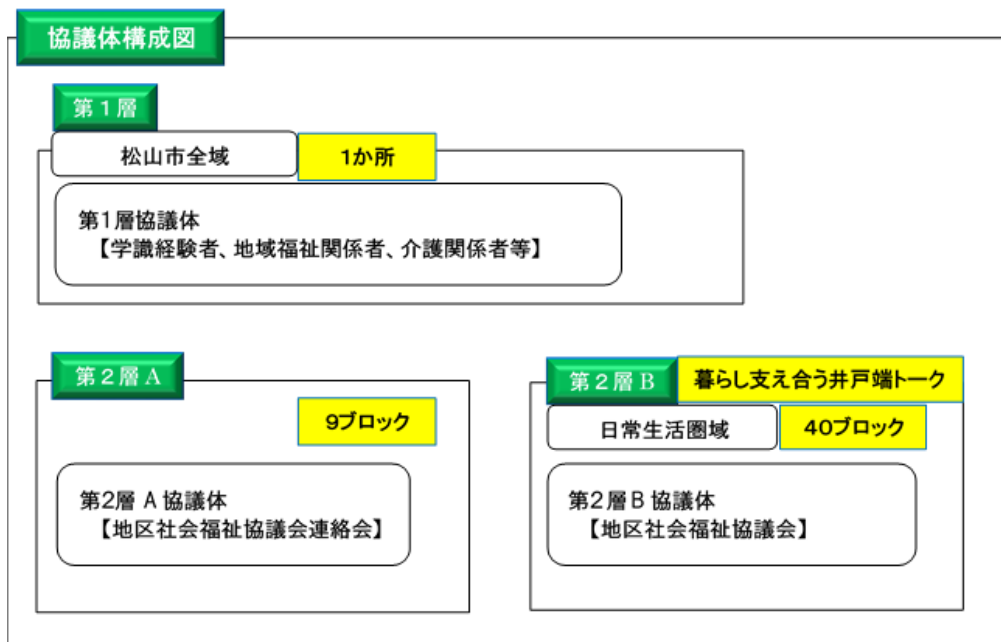 協議体構成図
第1層
松山市全域
1か所
第1層協議体
【学識経験者、地域福祉関係者、介護関係者等】
第2層A
9ブロック
第2層 A 協議体
【地区社会福祉協議会連絡会】
第2層B
暮らし支え合う井戸端トーク
日常生活圏域
40ブロック
第2層B協議体
【地区社会福祉協議会】